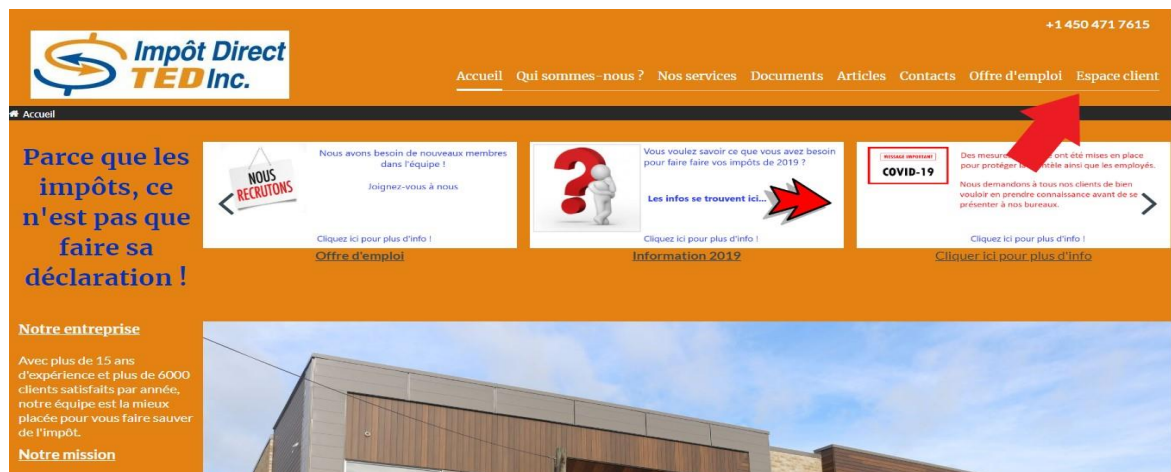 +1 450 471 7615
Impôt Direct
TED Inc.
Accueil Qui sommes-nous ? Nos services Documents Articles Contacts Offre d'emploi Espace client
Accueil
Parce que les
impôts, ce
n'est pas que
faire sa
déclaration !
NOUS
RECRUTONS
Nous avons besoin de nouveaux membres
dans l'équipe !
Joignez-vous à nous
Cliquez ici pour plus d'info !
Offre d'emploi
Vous voulez savoir ce que vous avez besoin
pour faire faire vos impôts de 2019 ?
Les infos se trouvent ici...
Cliquez ici pour plus d'info !
Information 2019
MESSAGE IMPORTANT
COVID-19
Des mesure ont été mises en place
pour protéger tèle ainsi que les employés.
Nous demandons à tous nos clients de bien
vouloir en prendre connaissance avant de se
présenter à nos bureaux.
Cliquez ici pour plus d'info !
Cliquer ici pour plus d'info
Notre entreprise
Avec plus de 15 ans
d'expérience et plus de 6000
clients satisfaits par année,
notre équipe est la mieux
placée pour vous faire sauver
de l'impôt.
Notre mission